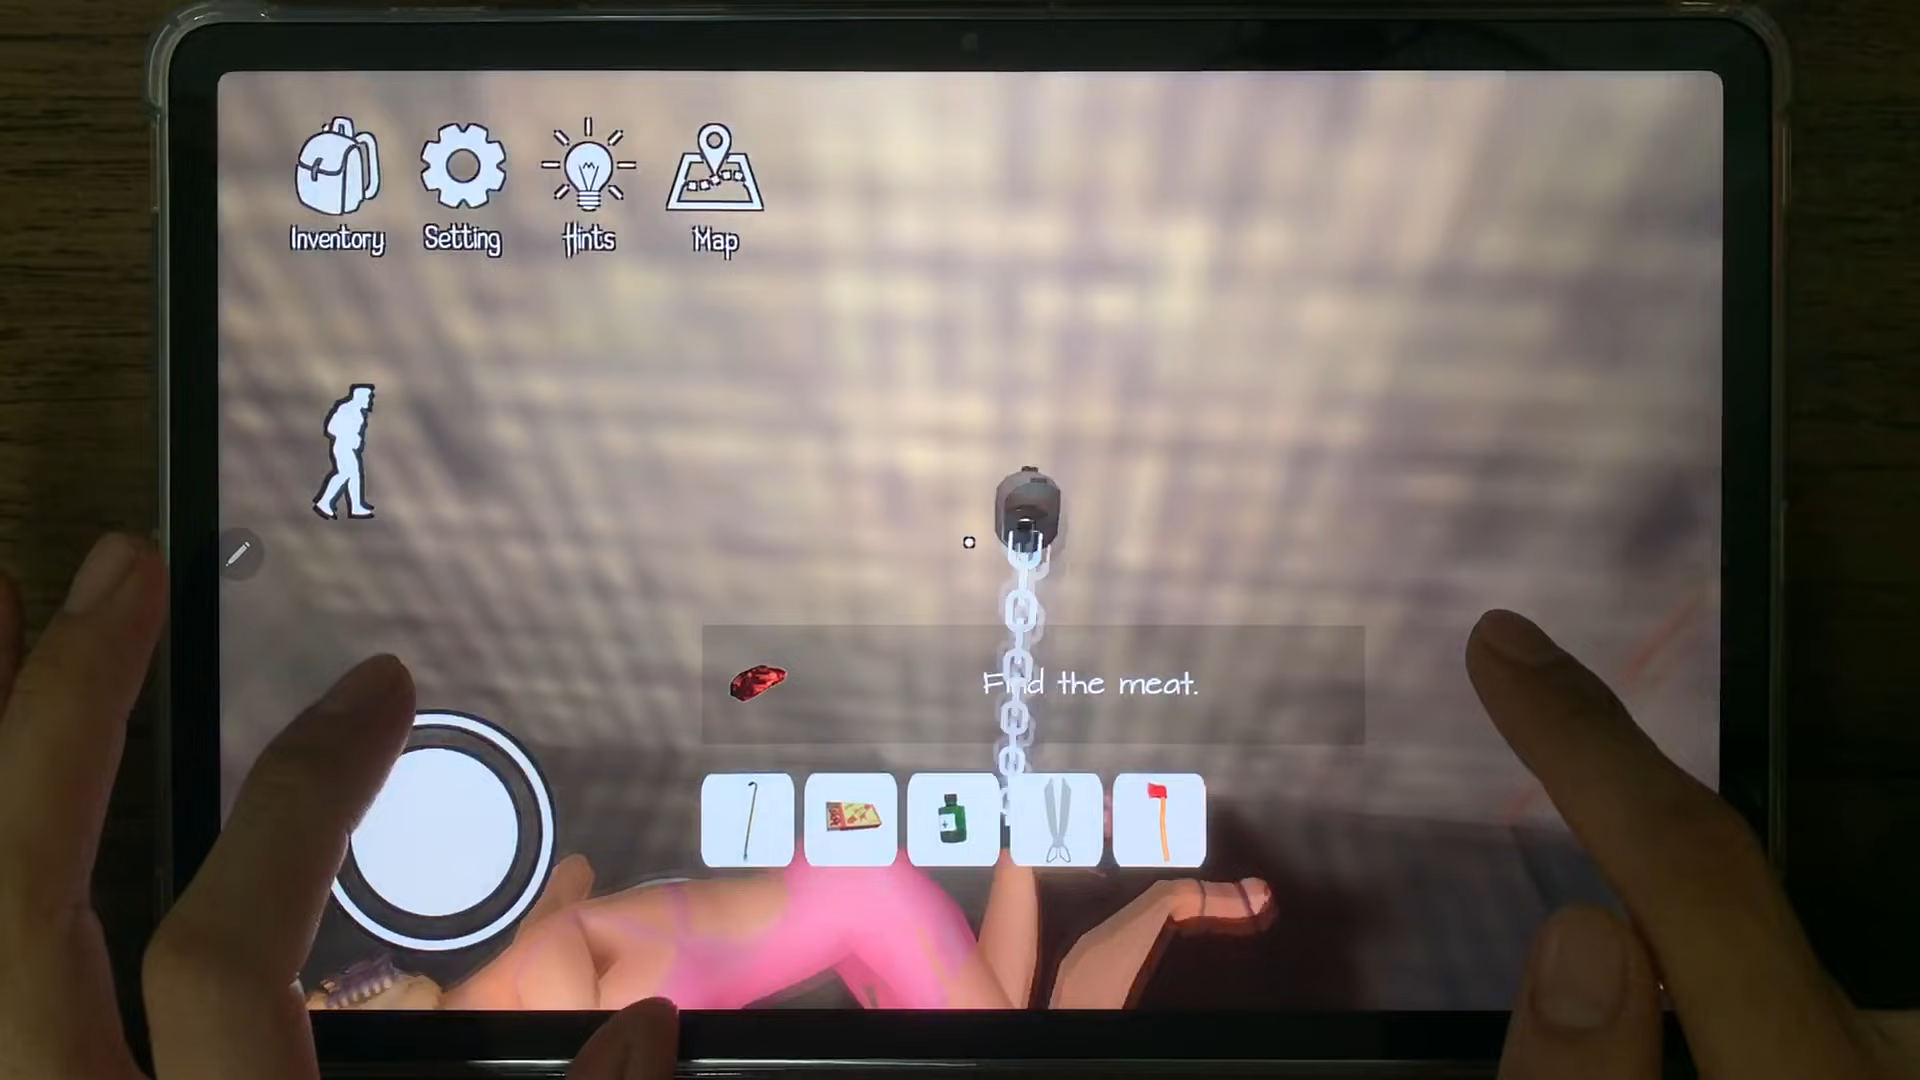 Inventory
Setting
Hints
Map
Find the meat.